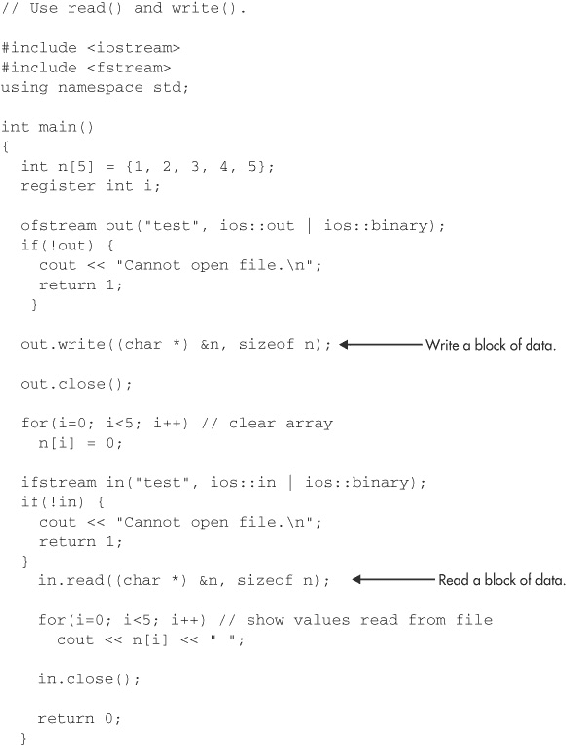 // Use read() and write().
#include <iostream>
#include <fstream>
using namespace std;
int main()
{
int n[5] = {1, 2, 3, 4, 5};
register int i;
ofstream out("test", ios::out | ios::binary);
if(!out) {
cout << "Cannot open file.\n";
return 1;
}
out.write((char *) &n, sizeof n); Write a block of data.
out.close();
for(i=0; i<5; i++) // clear array
n[i] = 0;
ifstream in("test", ios::in | ios::binary);
if(!in) {
cout << "Cannot open file.\n";
return 1;
}
in.read((char *) &n, sizeof n); Read a block of data.
for(i=0; i<5; i++) // show values read from file
cout << n[i] << " ";
in.close();
return 0;
}